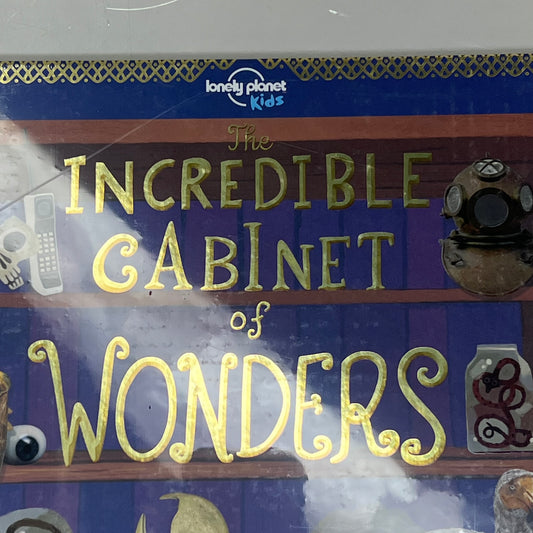 lonely planet
Kids
The
INCREDIBLE
CABINET
of
WONDERS